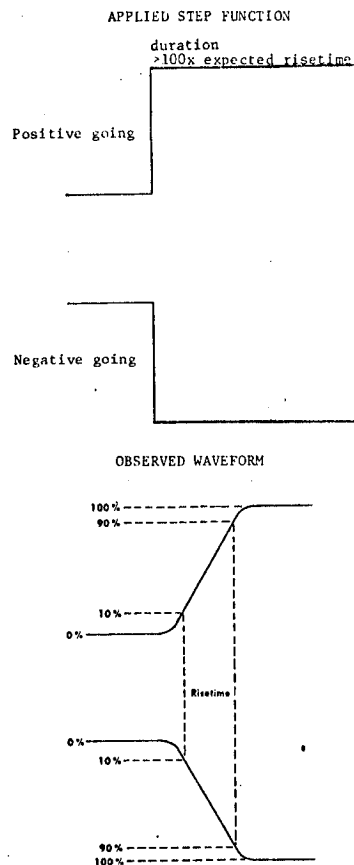 APPLIED STEP FUNCTION
duration
>100x expected risetime
Positive going
Negative going
OBSERVED WAVEFORM
100%
90%
10%
0%
Risetime
0%
10%
90%
100%